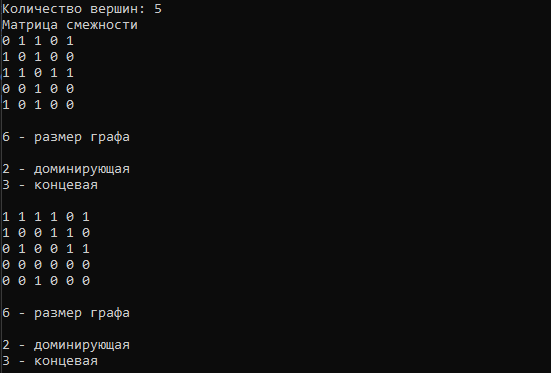 Количество вершин: 5
Матрица смежности
0 1 1 0 1
1 0 1 0 0
1 1 0 1 1
0 0 1 0 0
1 0 1 0 0
6 - размер графа
2 - доминирующая
3 - концевая
1 1 1 1 0 1
1 0 0 1 1 0
0 1 0 0 1 1
0 0 0 0 0 0
0 0 1 0 0 0
6 - размер графа
2 - доминирующая
3 - концевая